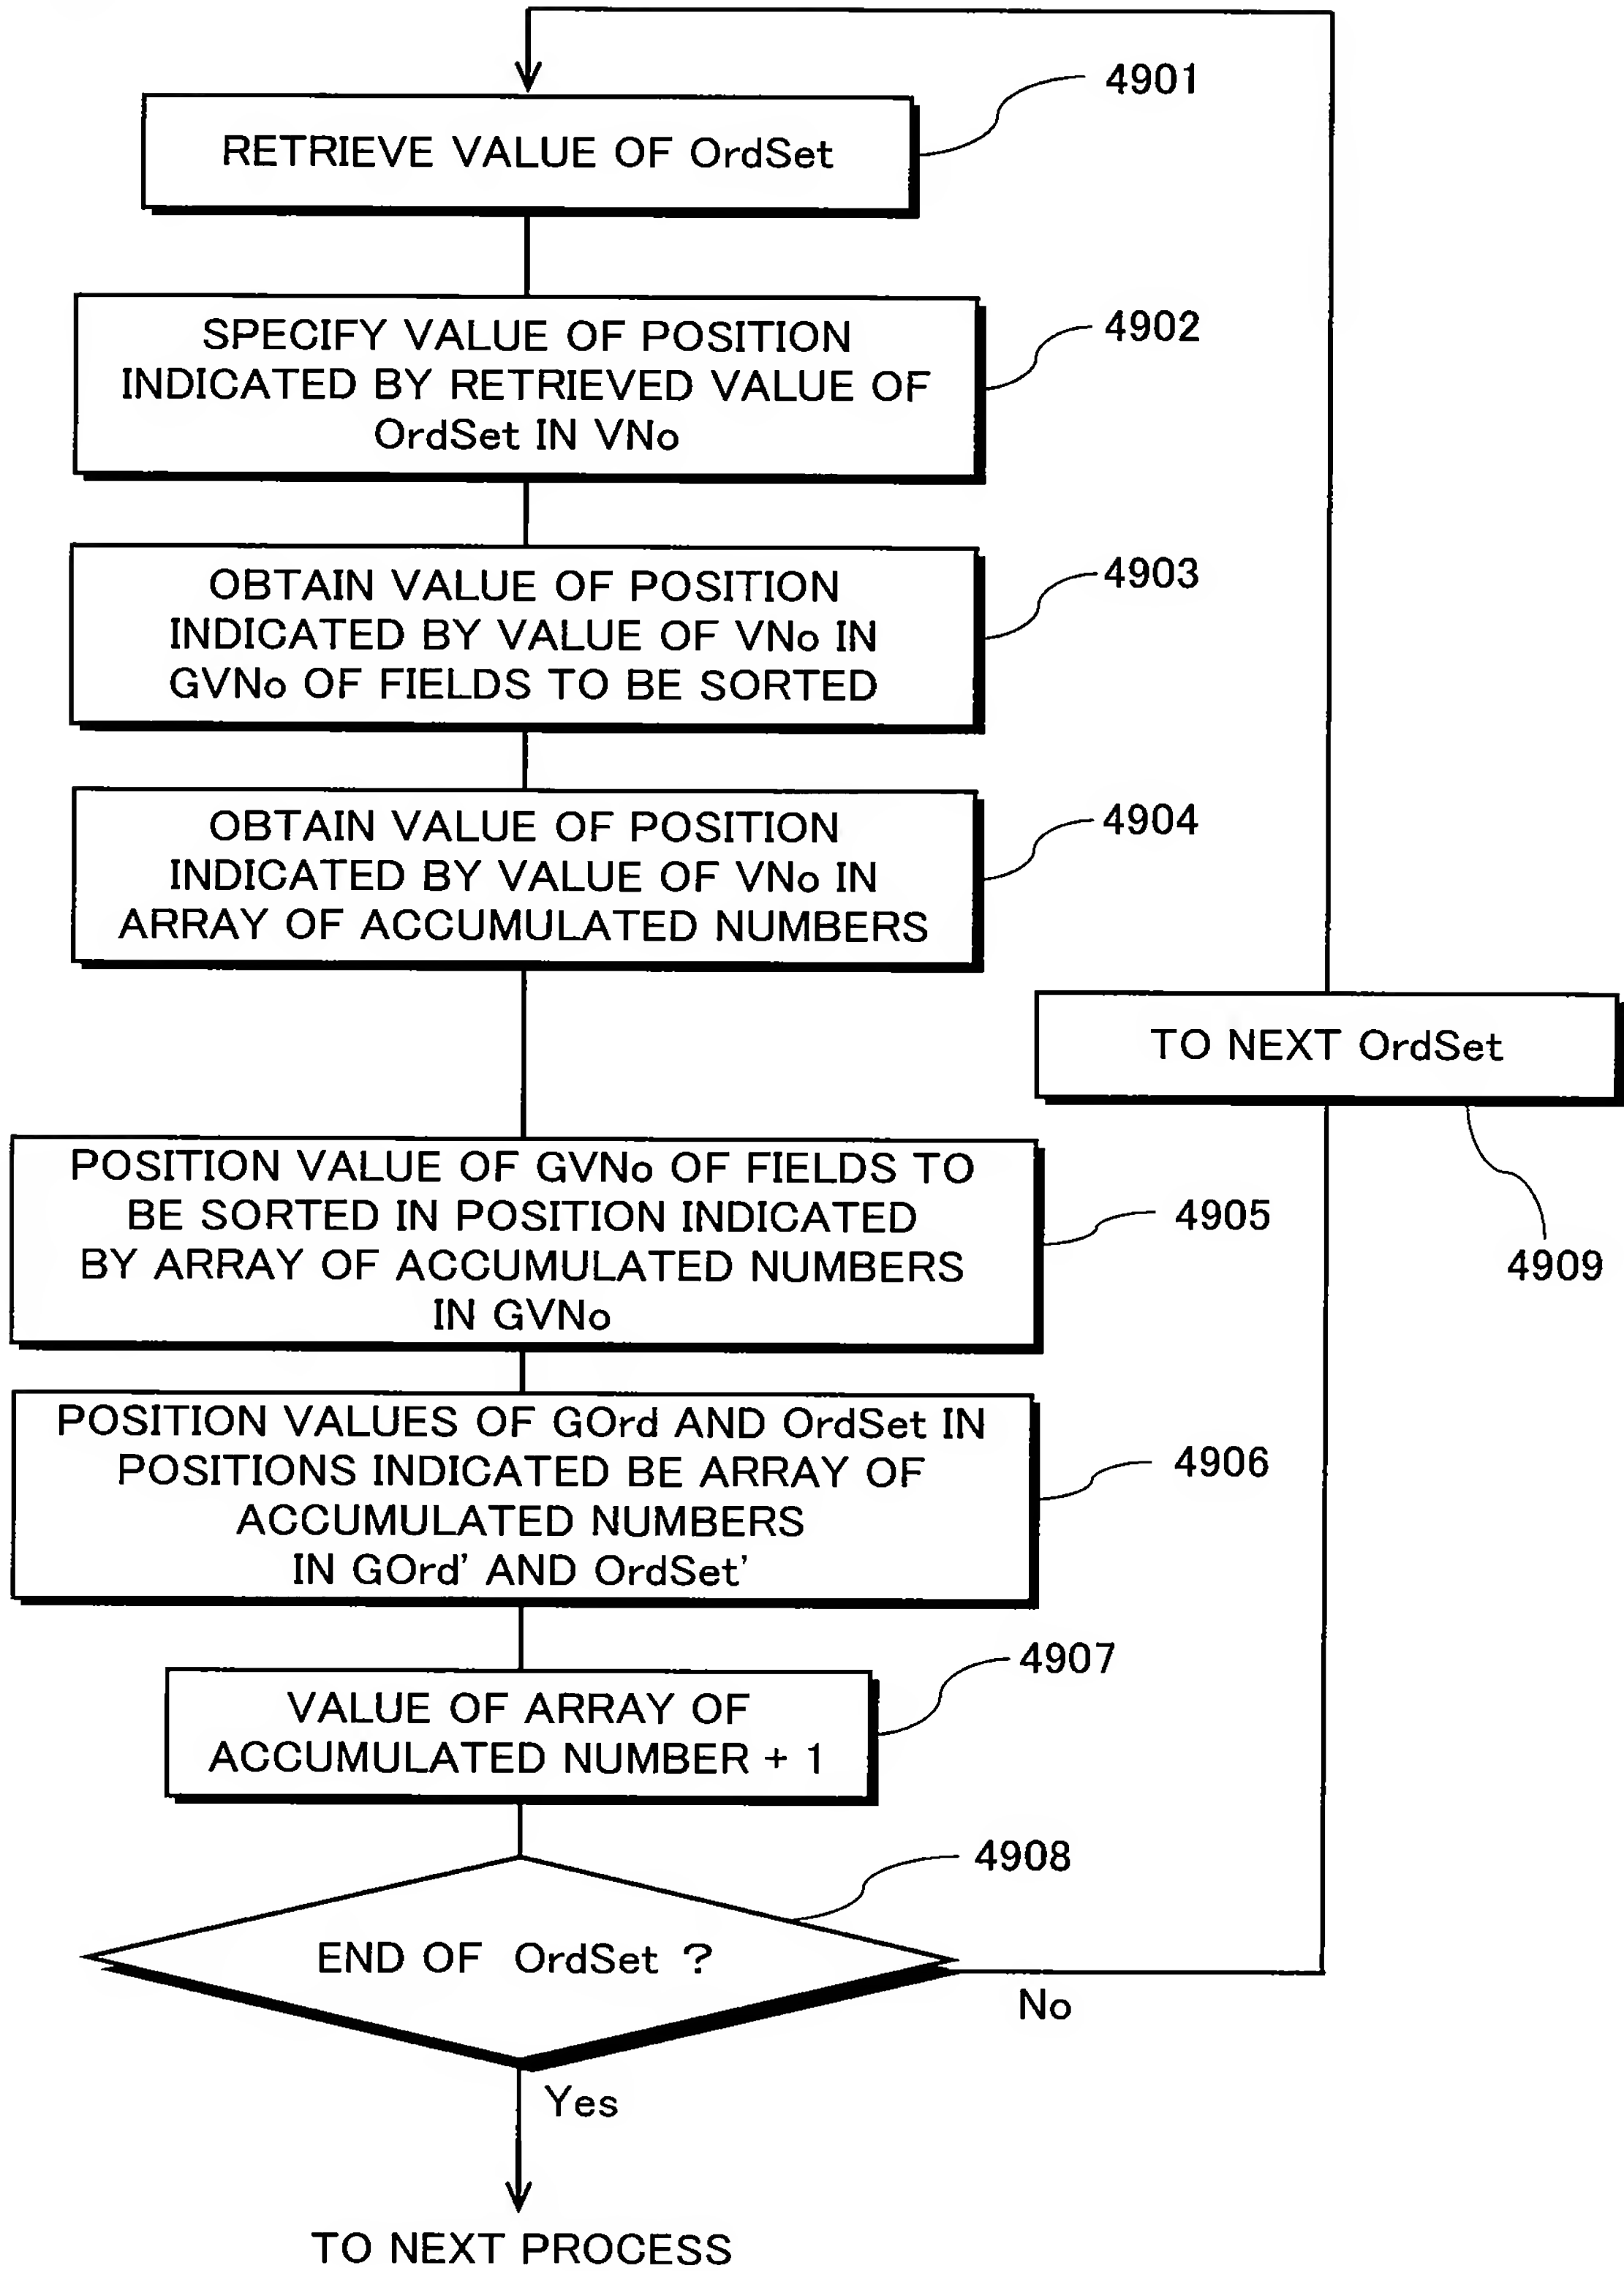 4901
RETRIEVE VALUE OF OrdSet
4902
SPECIFY VALUE OF POSITION
INDICATED BY RETRIEVED VALUE OF
OrdSet IN VNo
4903
OBTAIN VALUE OF POSITION
INDICATED BY VALUE OF VNo IN
GVNo OF FIELDS TO BE SORTED
4904
OBTAIN VALUE OF POSITION
INDICATED BY VALUE OF VNo IN
ARRAY OF ACCUMULATED NUMBERS
TO NEXT OrdSet
4909
POSITION VALUE OF GVNo OF FIELDS TO
BE SORTED IN POSITION INDICATED
BY ARRAY OF ACCUMULATED NUMBERS
IN GVNo
4905
POSITION VALUES OF GOrd AND OrdSet IN
POSITIONS INDICATED BE ARRAY OF
ACCUMULATED NUMBERS
IN GOrd' AND OrdSet'
4906
4907
VALUE OF ARRAY OF
ACCUMULATED NUMBER + 1
4908
END OF OrdSet ?
No
Yes
TO NEXT PROCESS